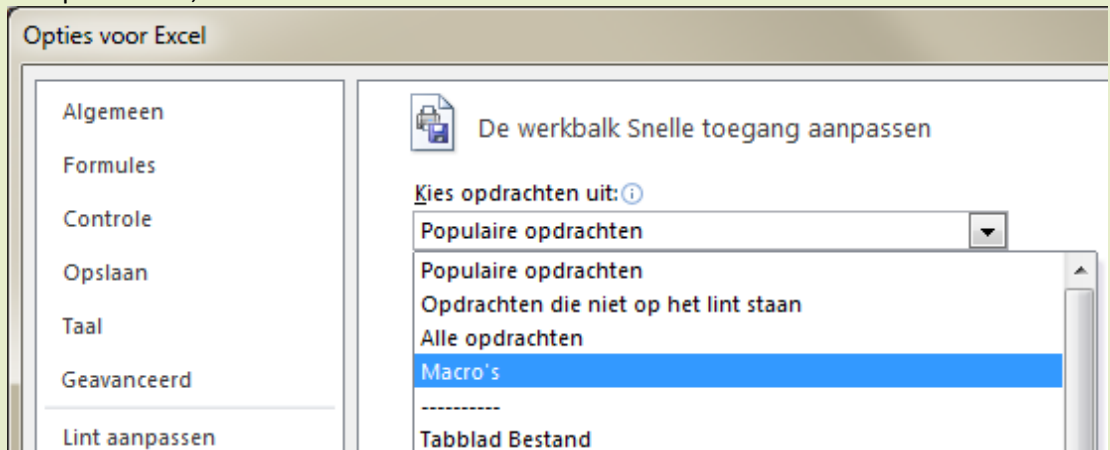 Opties voor Excel
Algemeen
Formules
Controle
Opslaan
Taal
Geavanceerd
Lint aanpassen
De werkbalk Snelle toegang aanpassen
Kies opdrachten uit:
Populaire opdrachten
Populaire opdrachten
Opdrachten die niet op het lint staan
Alle opdrachten
Macro's
----------
Tabblad Bestand